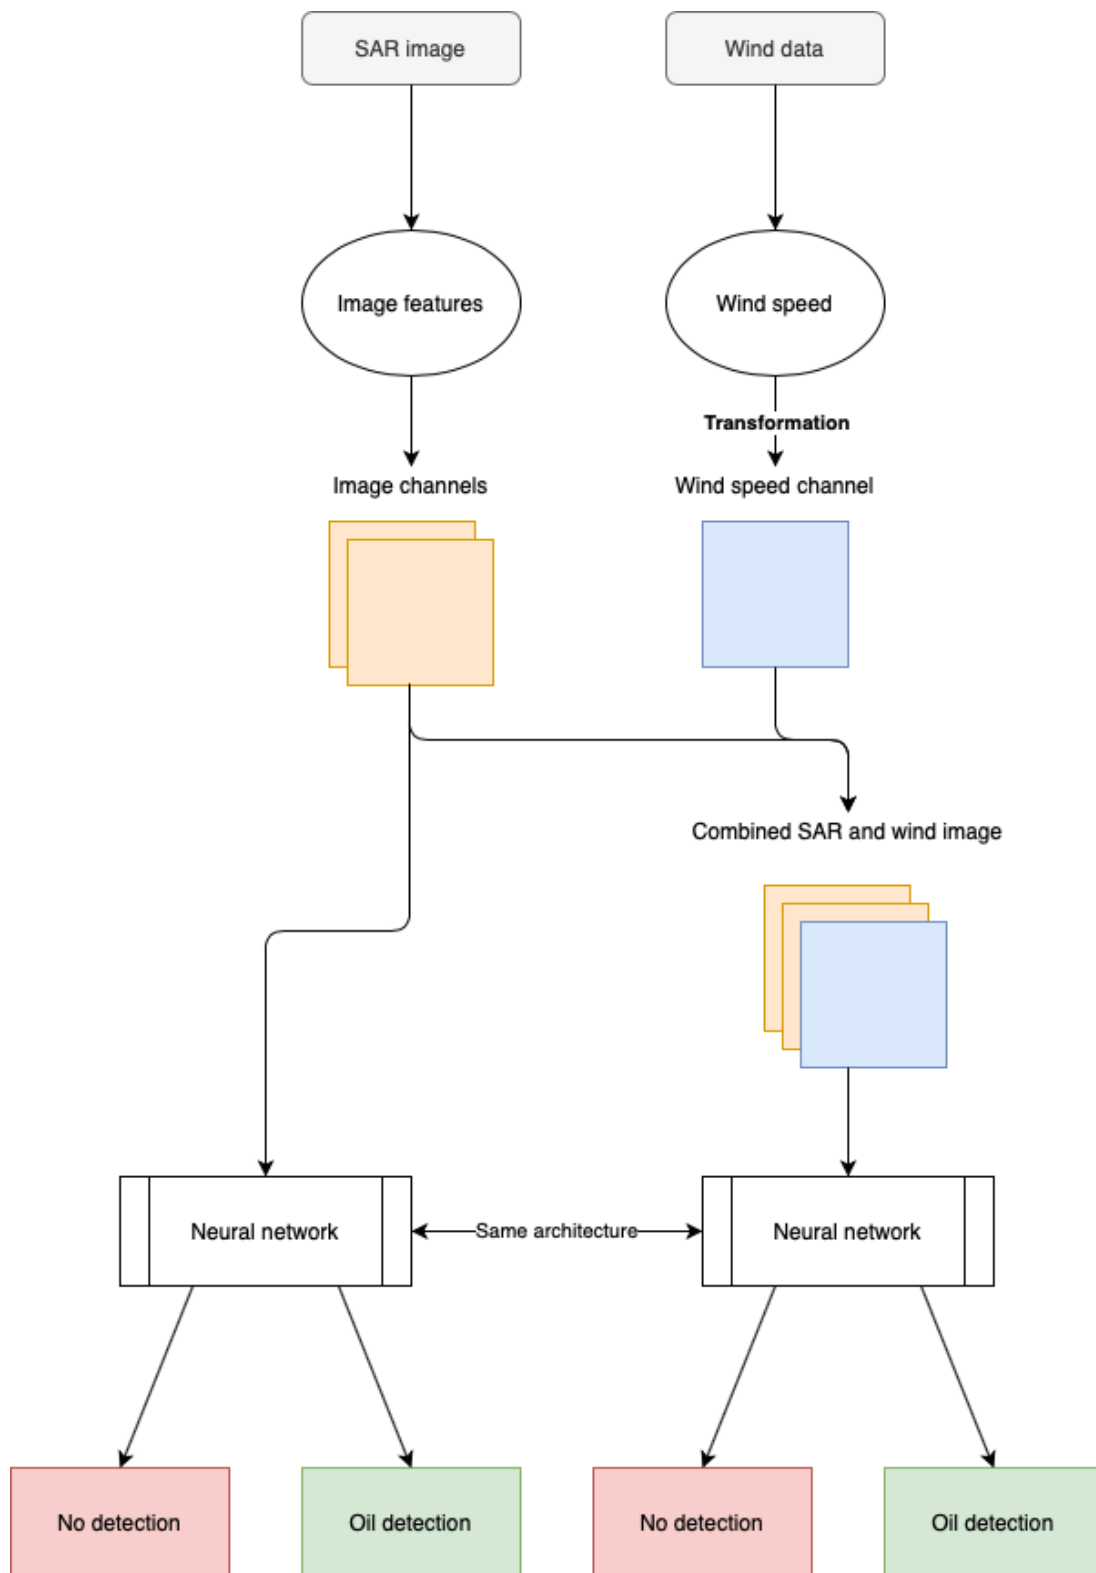 SAR image
Wind data
Image features
Wind speed
Transformation
Image channels
Wind speed channel
Combined SAR and wind image
Neural network
Same architecture
Neural network
No detection
Oil detection
No detection
Oil detection